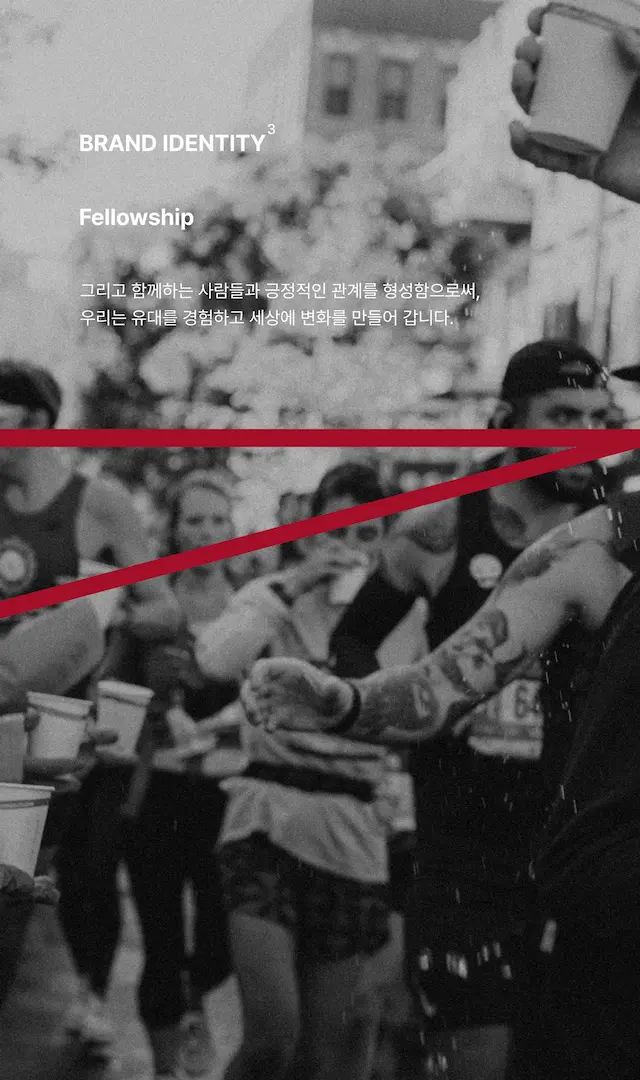 BRAND IDENTITY³
Fellowship
그리고 함께하는 사람들과 긍정적인 관계를 형성함으로써,
우리는 유대를 경험하고 세상에 변화를 만들어 갑니다.